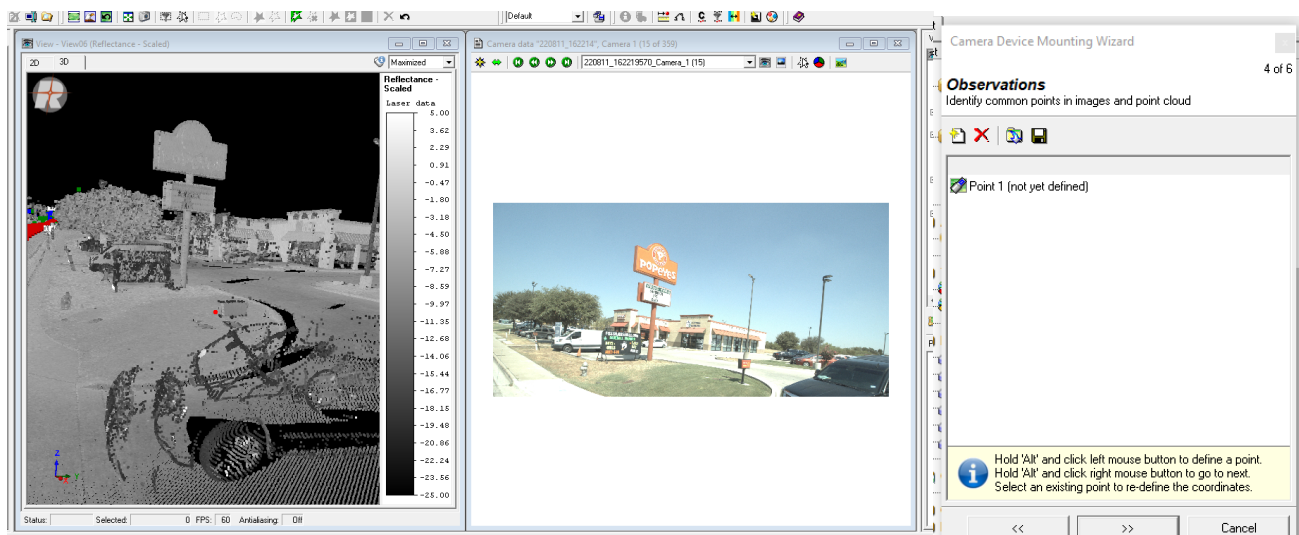 Default
View - View06 (Reflectance - Scaled)
2D 3D
Maximized
Reflectance -
Scaled
Laser data
5.00
3.62
2.29
0.91
-0.47
-1.80
-3.18
-4.50
-5.88
-7.27
-8.59
-9.97
-11.35
-12.68
-14.06
-15.44
-16.77
-18.15
-19.48
-20.86
-22.24
-23.56
-25.00
Z
Y
Status: Selected: 0 FPS: 60 Antialiasing: Off
Camera data "220811_162214", Camera 1 (15 of 359)
220811_162219570_Camera_1 (15)
POPEYES
Camera Device Mounting Wizard
4 of 6
Observations
Identify common points in images and point cloud
Point 1 (not yet defined)
Hold 'Alt' and click left mouse button to define a point.
Hold 'Alt' and click right mouse button to go to next.
Select an existing point to re-define the coordinates.
<< >> Cancel